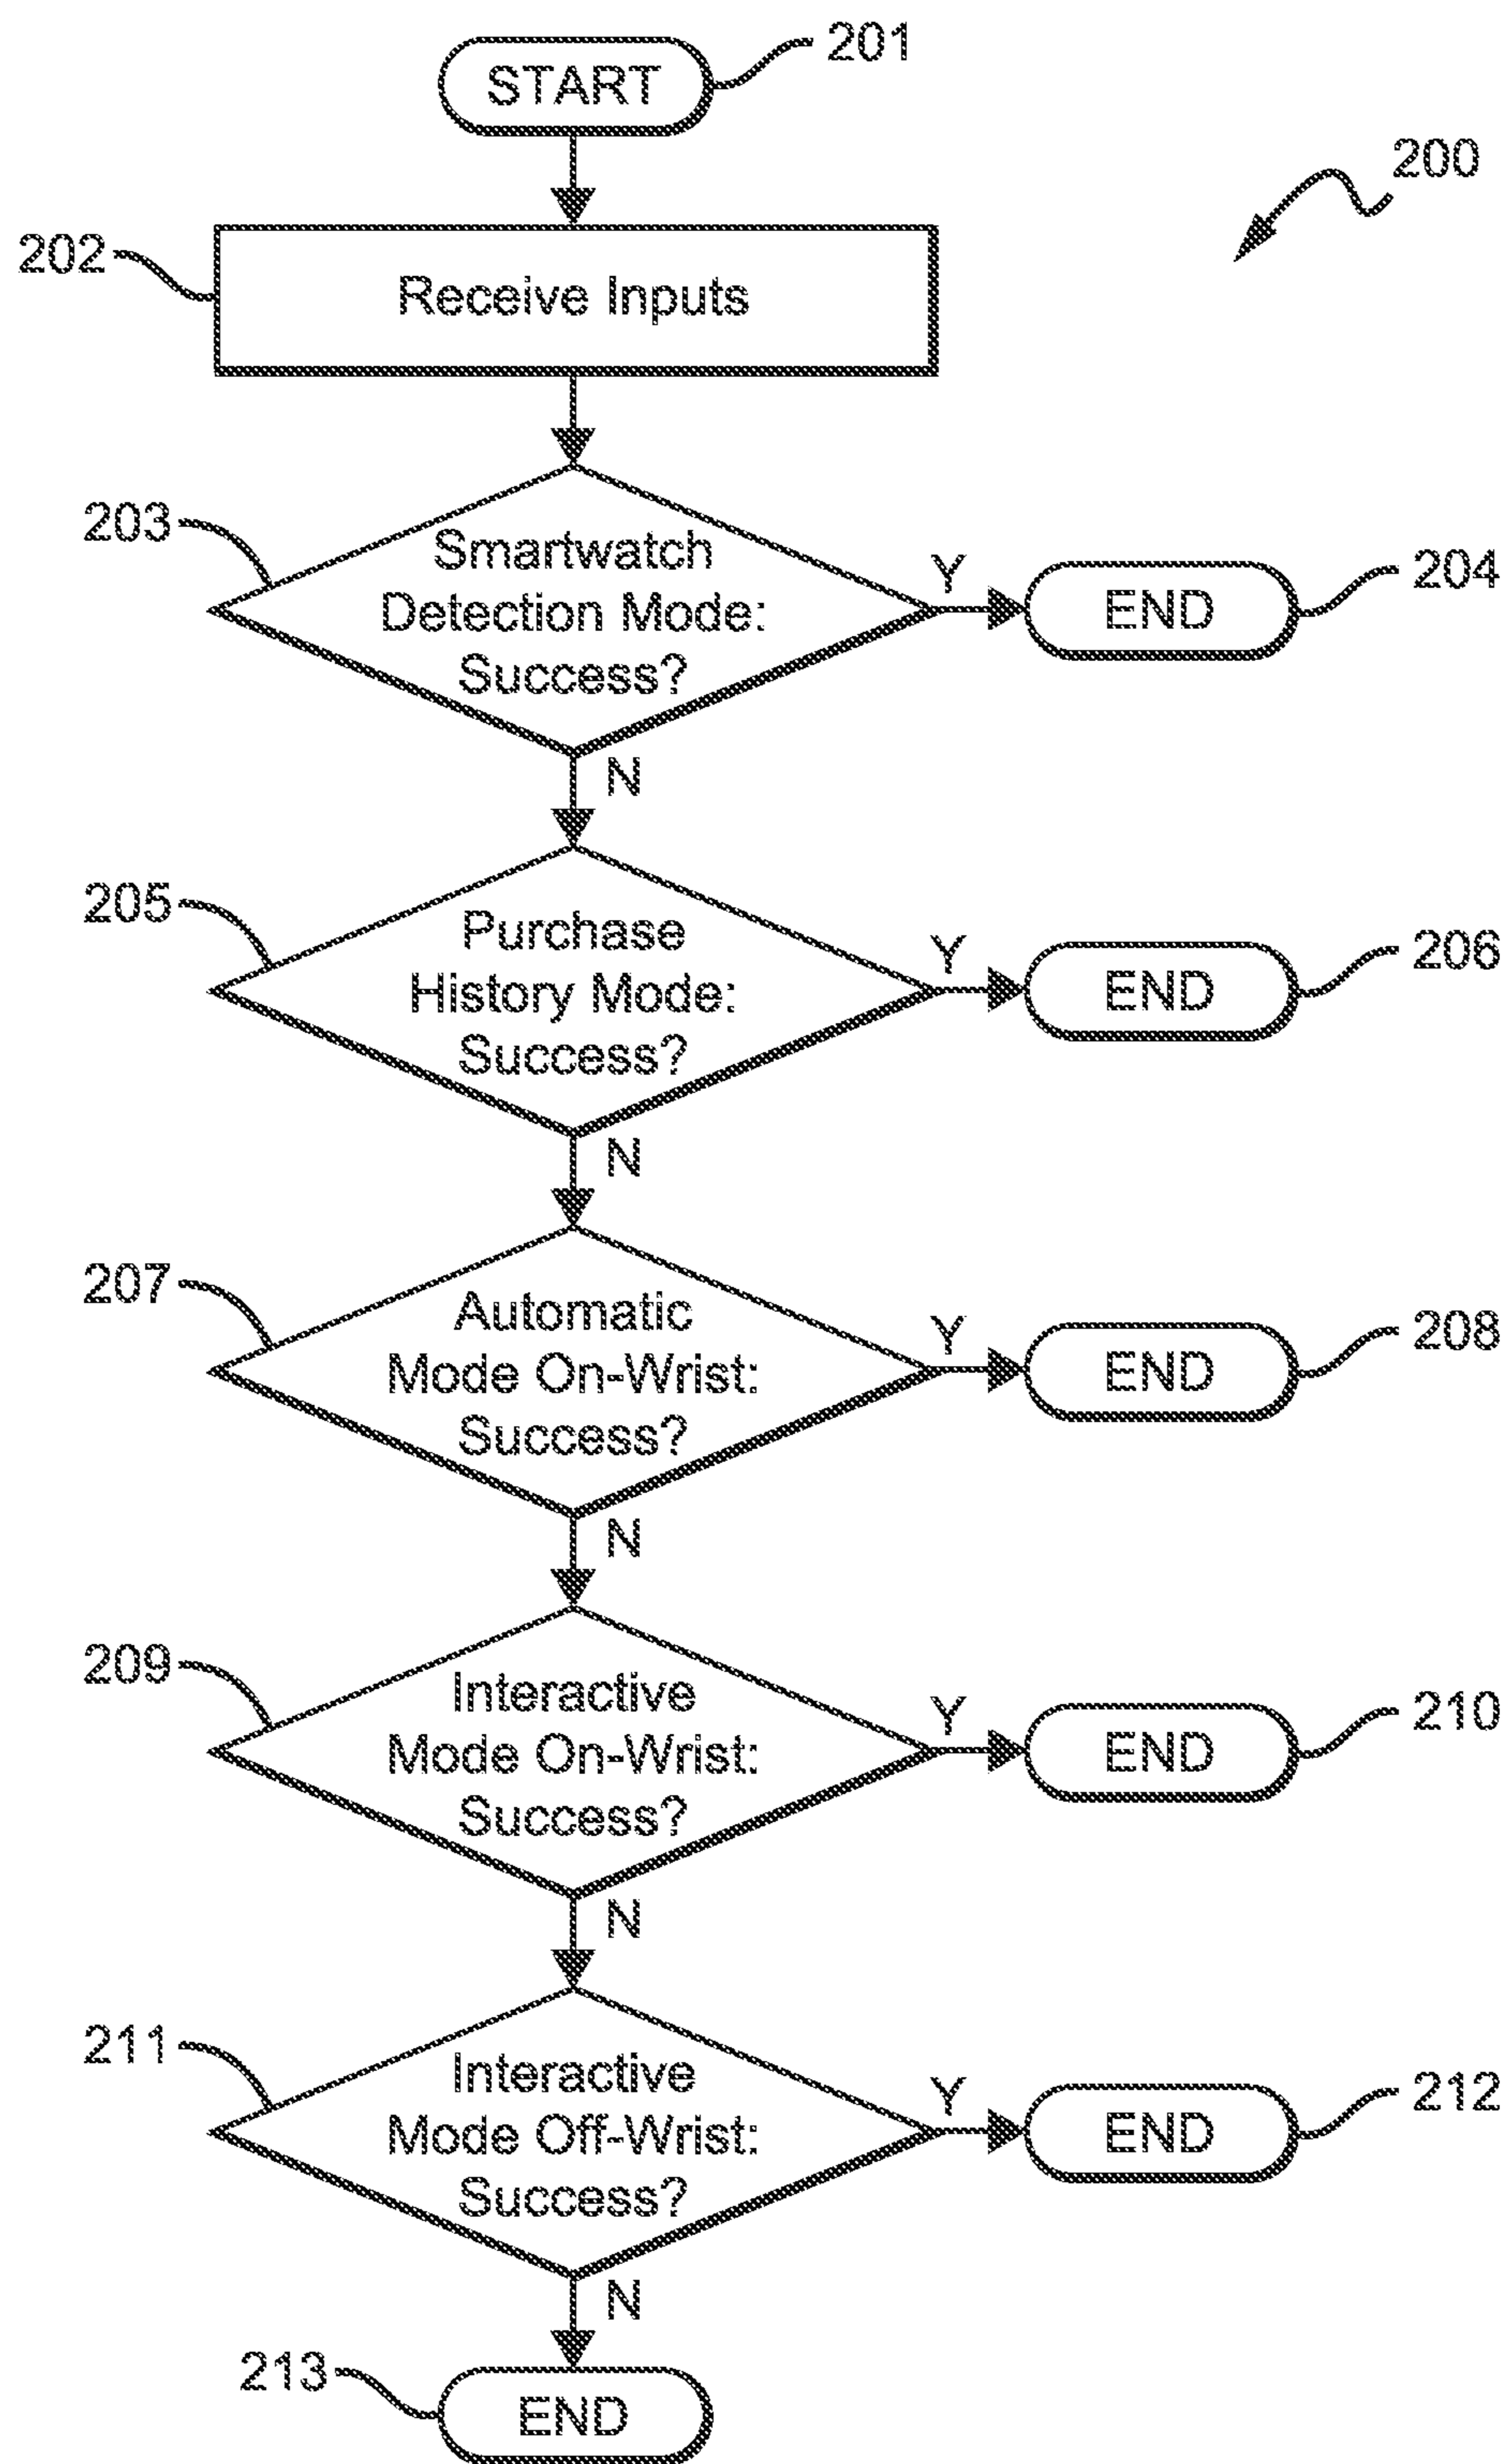 START
201
200
202
Receive Inputs
203
Smartwatch
Detection Mode:
Success?
Y
END
204
N
205
Purchase
History Mode:
Success?
Y
END
206
N
207
Automatic
Mode On-Wrist:
Success?
Y
END
208
N
209
Interactive
Mode On-Wrist:
Success?
Y
END
210
N
211
Interactive
Mode Off-Wrist:
Success?
Y
END
212
N
213
END